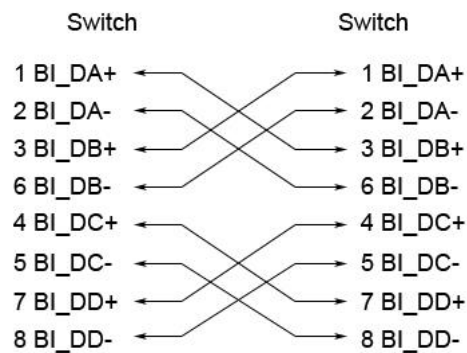 Switch Switch
1 BI_DA+ 1 BI_DA+
2 BI_DA- 2 BI_DA-
3 BI_DB+ 3 BI_DB+
6 BI_DB- 6 BI_DB-
4 BI_DC+ 4 BI_DC+
5 BI_DC- 5 BI_DC-
7 BI_DD+ 7 BI_DD+
8 BI_DD- 8 BI_DD-